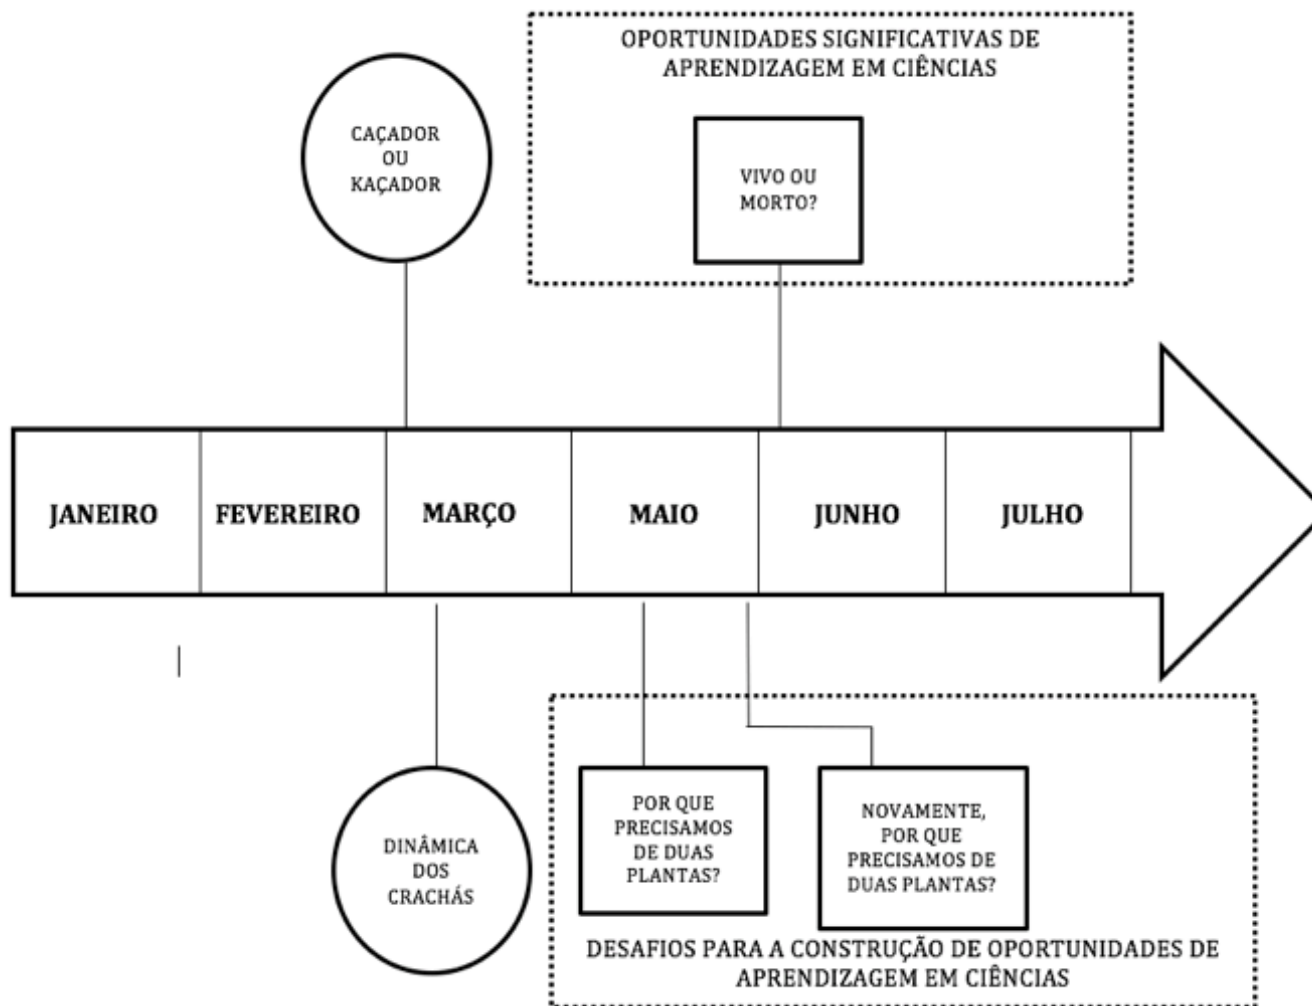 OPORTUNIDADES SIGNIFICATIVAS DE
APRENDIZAGEM EM CIÊNCIAS
CAÇADOR
OU
KAÇADOR
VIVO OU
MORTO?
JANEIRO
FEVEREIRO
MARÇO
MAIO
JUNHO
JULHO
DINÂMICA
DOS
CRACHÁS
POR QUE
PRECISAMOS
DE DUAS
PLANTAS?
NOVAMENTE,
POR QUE
PRECISAMOS DE
DUAS PLANTAS?
DESAFIOS PARA A CONSTRUÇÃO DE OPORTUNIDADES DE
APRENDIZAGEM EM CIÊNCIAS